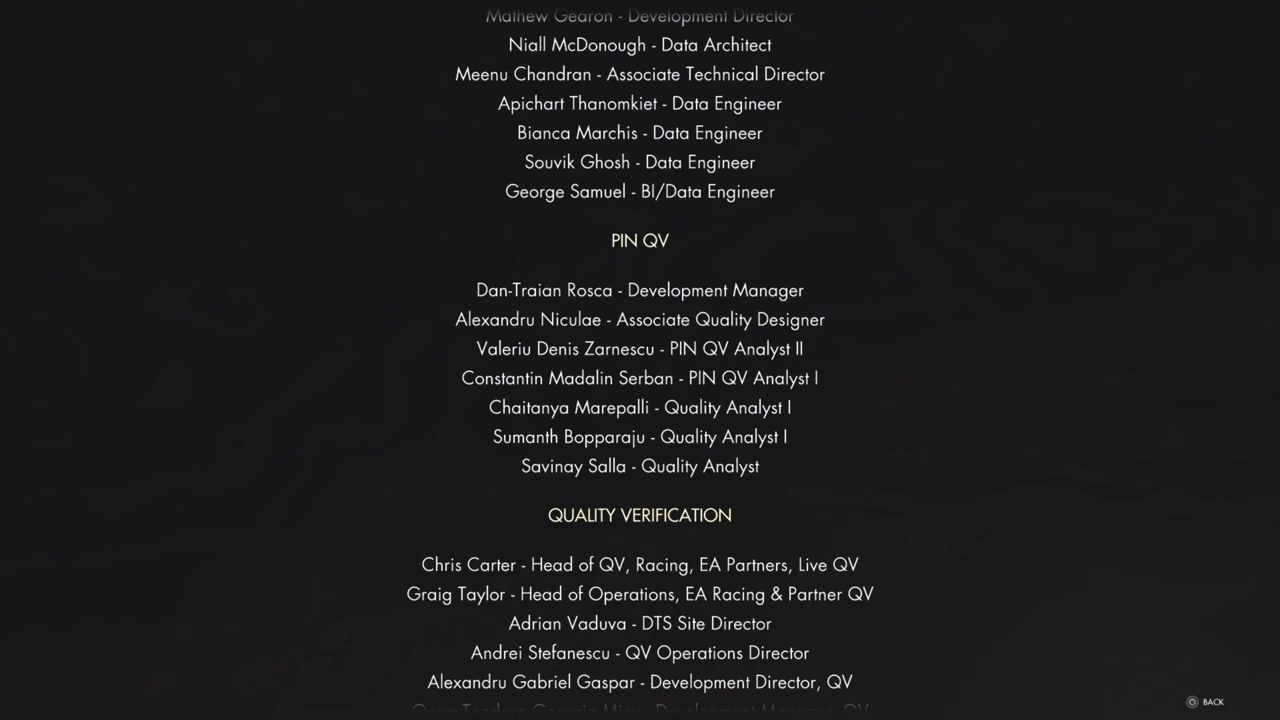 Mathew Gearon - Development Director
Niall McDonough - Data Architect
Meenu Chandran - Associate Technical Director
Apichart Thanomkiet - Data Engineer
Bianca Marchis - Data Engineer
Souvik Ghosh - Data Engineer
George Samuel - BI/Data Engineer
PIN QV
Dan-Traian Rosca - Development Manager
Alexandru Niculae - Associate Quality Designer
Valeriu Denis Zarnescu - PIN QV Analyst II
Constantin Madalin Serban - PIN QV Analyst I
Chaitanya Marepalli - Quality Analyst I
Sumanth Bopparaju - Quality Analyst I
Savinay Salla - Quality Analyst
QUALITY VERIFICATION
Chris Carter - Head of QV, Racing, EA Partners, Live QV
Graig Taylor - Head of Operations, EA Racing & Partner QV
Adrian Vaduva - DTS Site Director
Andrei Stefanescu - QV Operations Director
Alexandru Gabriel Gaspar - Development Director, QV
Development Manager, QV
BACK